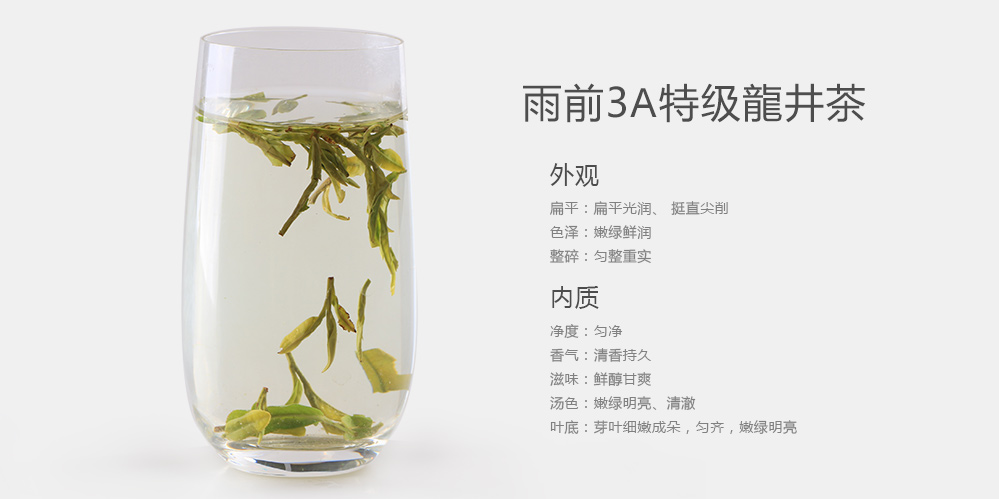 雨前3A特级龍井茶
外观
扁平：扁平光润、 挺直尖削
色泽：嫩绿鲜润
整碎：匀整重实
内质
净度：匀净
香气：清香持久
滋味：鲜醇甘爽
汤色：嫩绿明亮、清澈
叶底：芽叶细嫩成朵，匀齐，嫩绿明亮